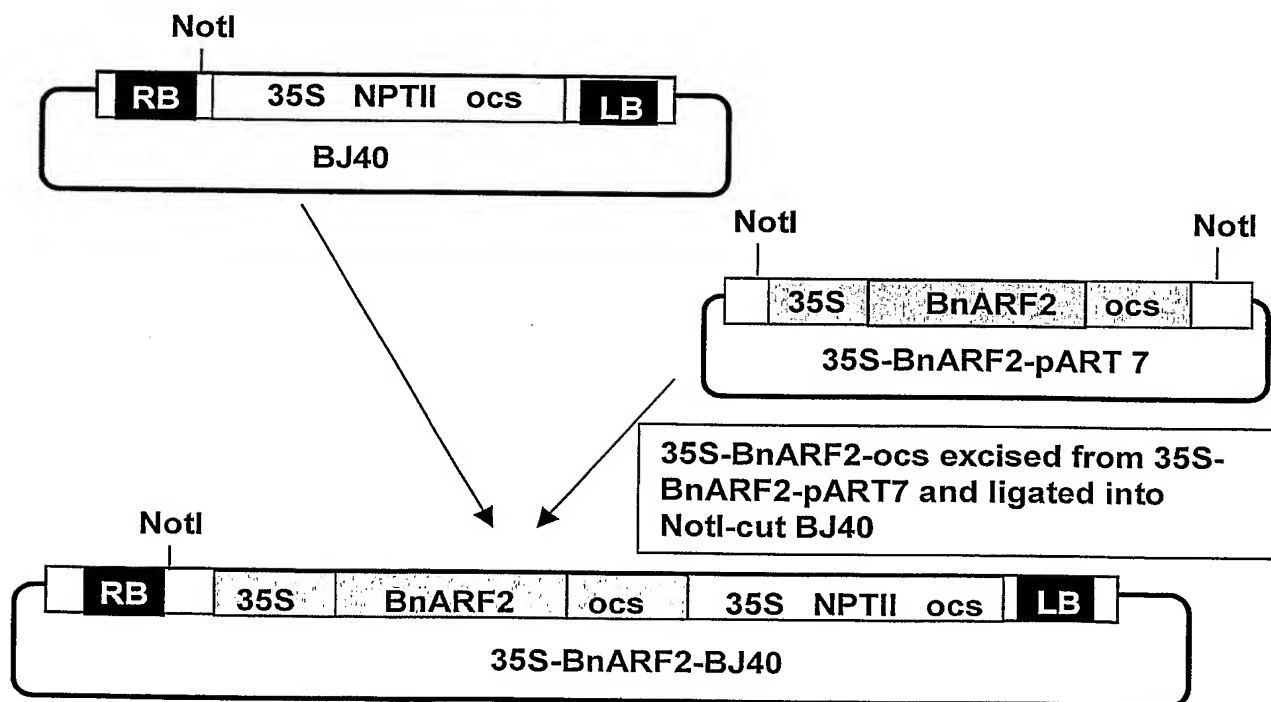 NotI
RB 35S NPTII ocs LB
BJ40
NotI NotI
35S BnARF2 ocs
35S-BnARF2-pART 7
35S-BnARF2-ocs excised from 35S-
BnARF2-pART7 and ligated into
NotI-cut BJ40
NotI
RB 35S BnARF2 ocs 35S NPTII ocs LB
35S-BnARF2-BJ40